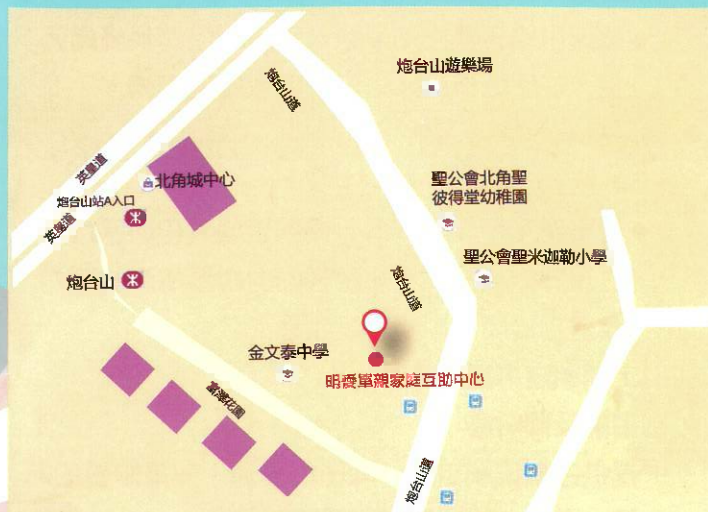 炮台山遊樂場
炮台山道
英皇道
北角城中心
聖公會北角聖
彼得堂幼稚園
炮台山站A入口
英皇道
聖公會聖米迦勒小學
炮台山
炮台山道
金文泰中學
明愛單親家庭互助中心
富澤花園
炮台山道